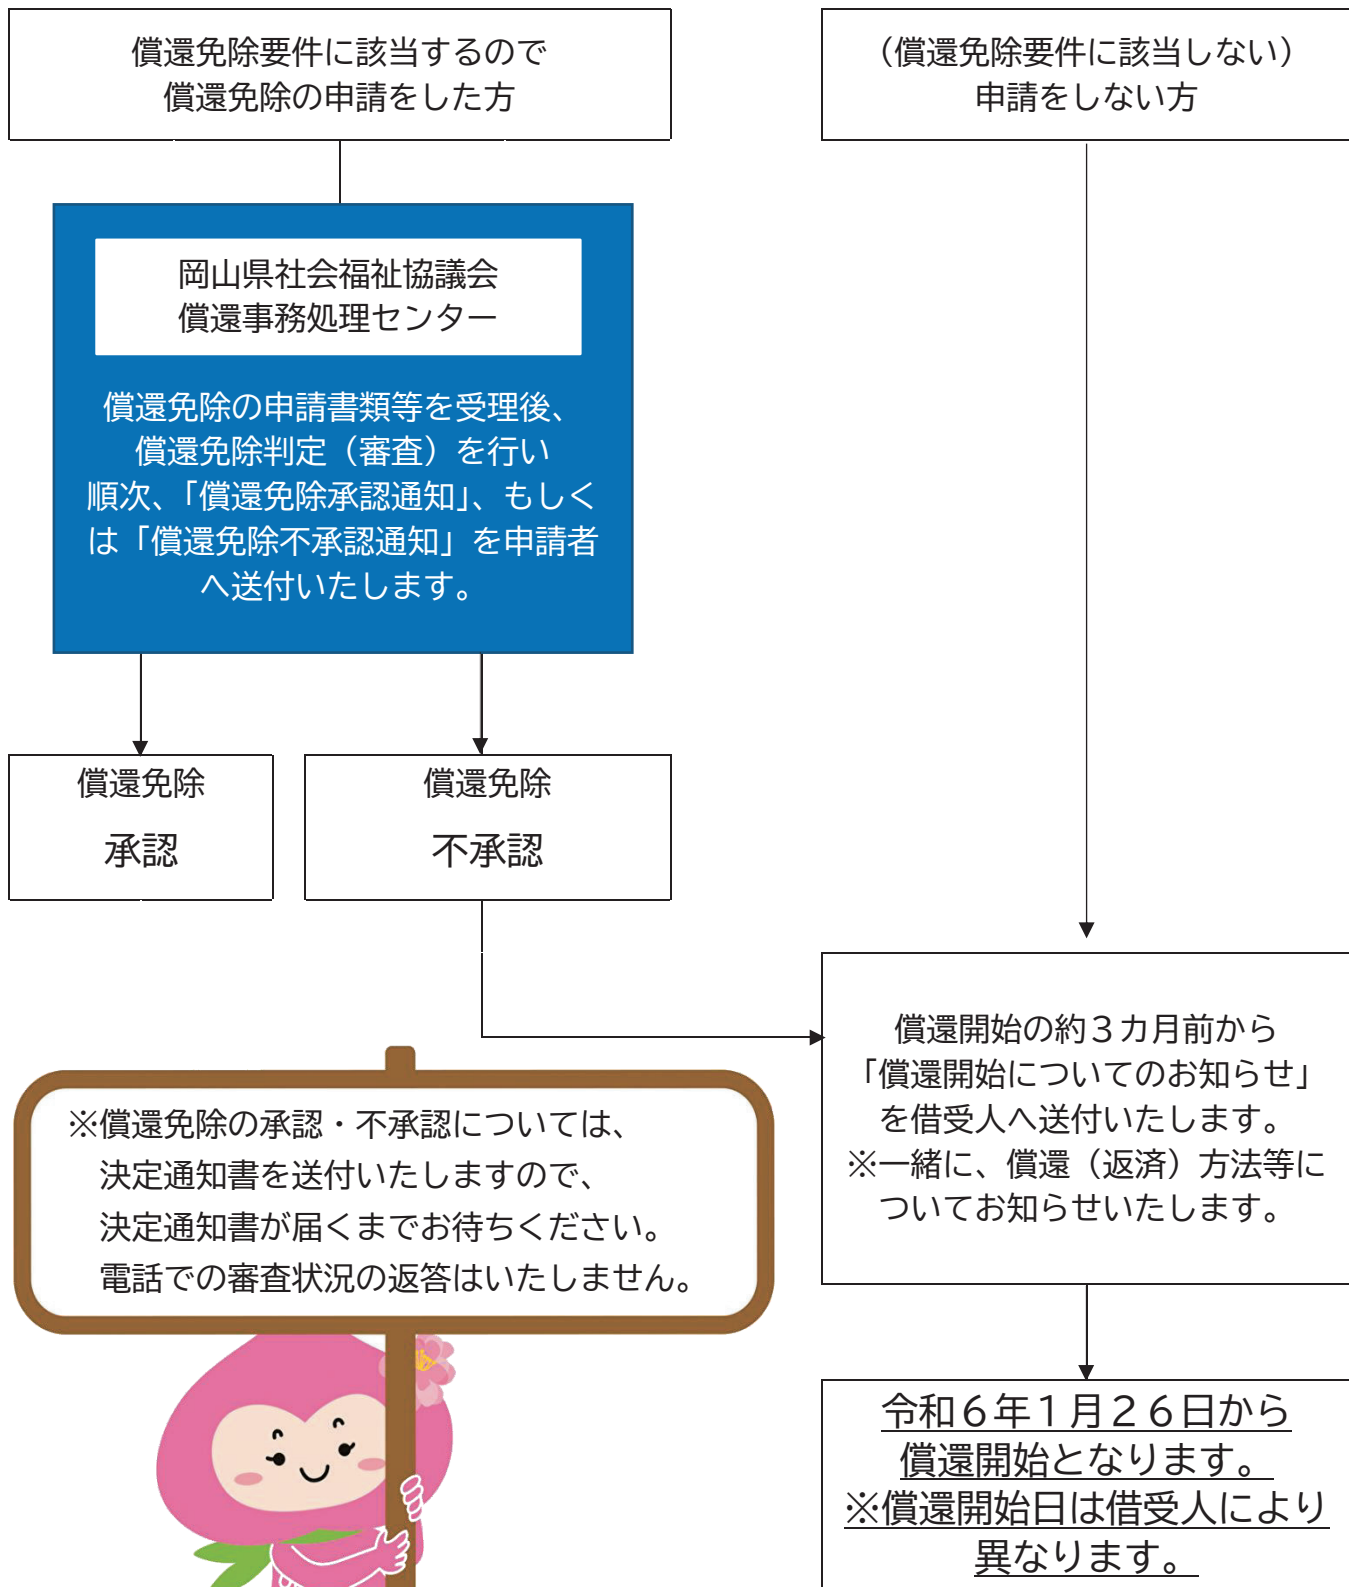 償還免除要件に該当するので
償還免除の申請をした方
（償還免除要件に該当しない）
申請をしない方
岡山県社会福祉協議会
償還事務処理センター
償還免除の申請書類等を受理後、
償還免除判定（審査）を行い
順次、「償還免除承認通知」、もしく
は「償還免除不承認通知」を申請者
へ送付いたします。
償還免除
承認
償還免除
不承認
償還開始の約３カ月前から
「償還開始についてのお知らせ」
を借受人へ送付いたします。
※一緒に、償還（返済）方法等に
ついてお知らせいたします。
※償還免除の承認・不承認については、
決定通知書を送付いたしますので、
決定通知書が届くまでお待ちください。
電話での審査状況の返答はいたしません。
令和６年１月２６日から
償還開始となります。
※償還開始日は借受人により
異なります。